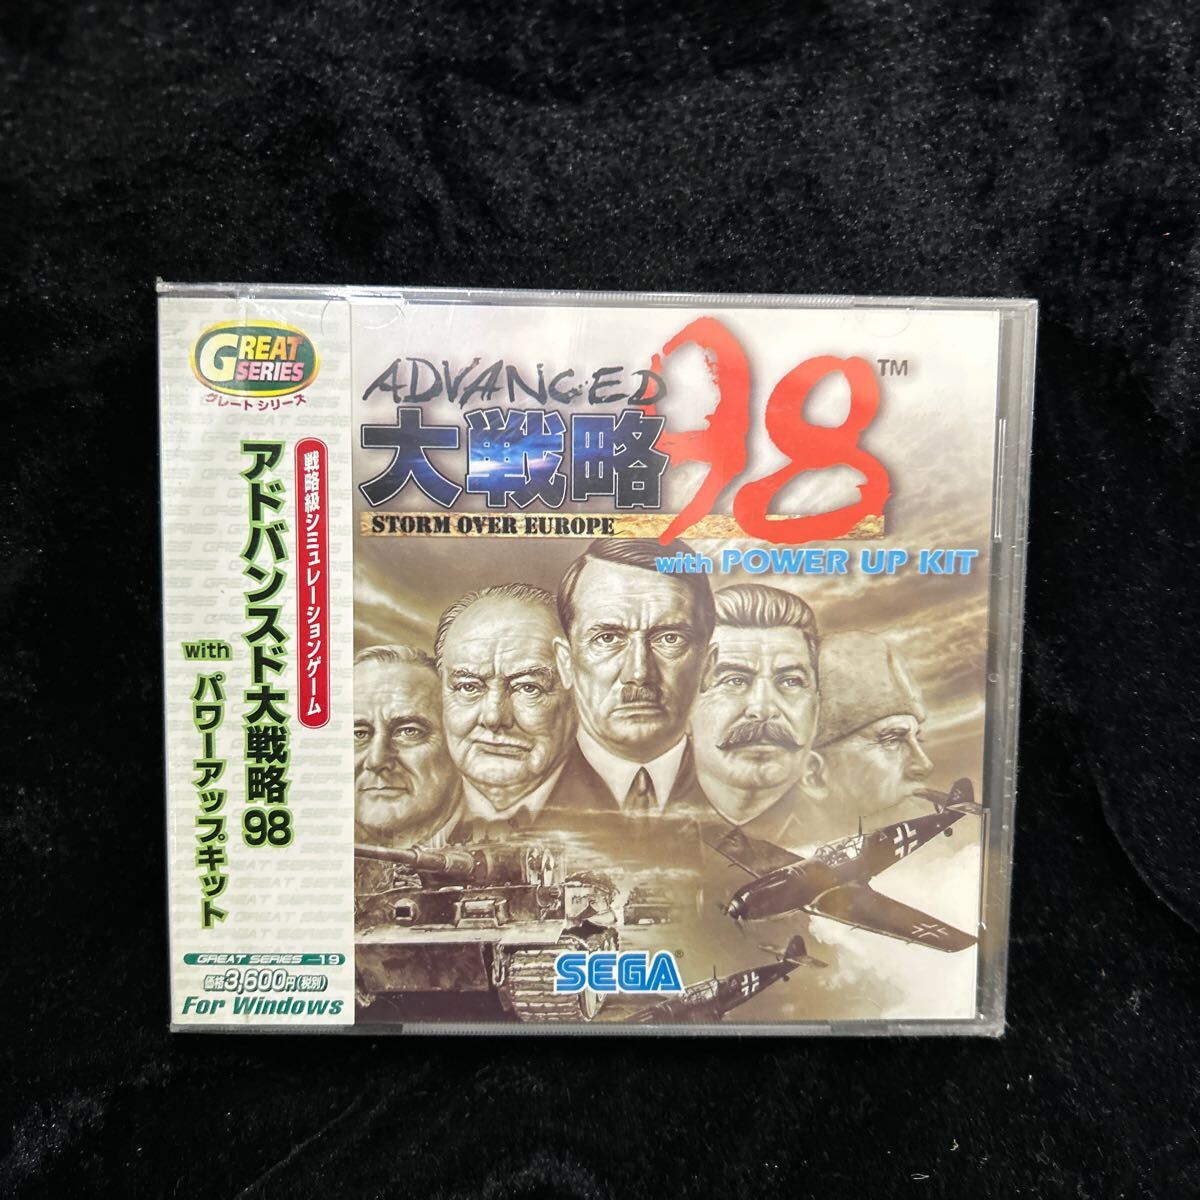 GREAT
SERIES
グレートシリーズ
戦略級シミュレーションゲーム
アドバンスド大戦略98
with パワーアップキット
GREAT SERIES -19
価格3,600円(税別)
For Windows
ADVANCED
大戦略98™
STORM OVER EUROPE
with POWER UP KIT
SEGA®